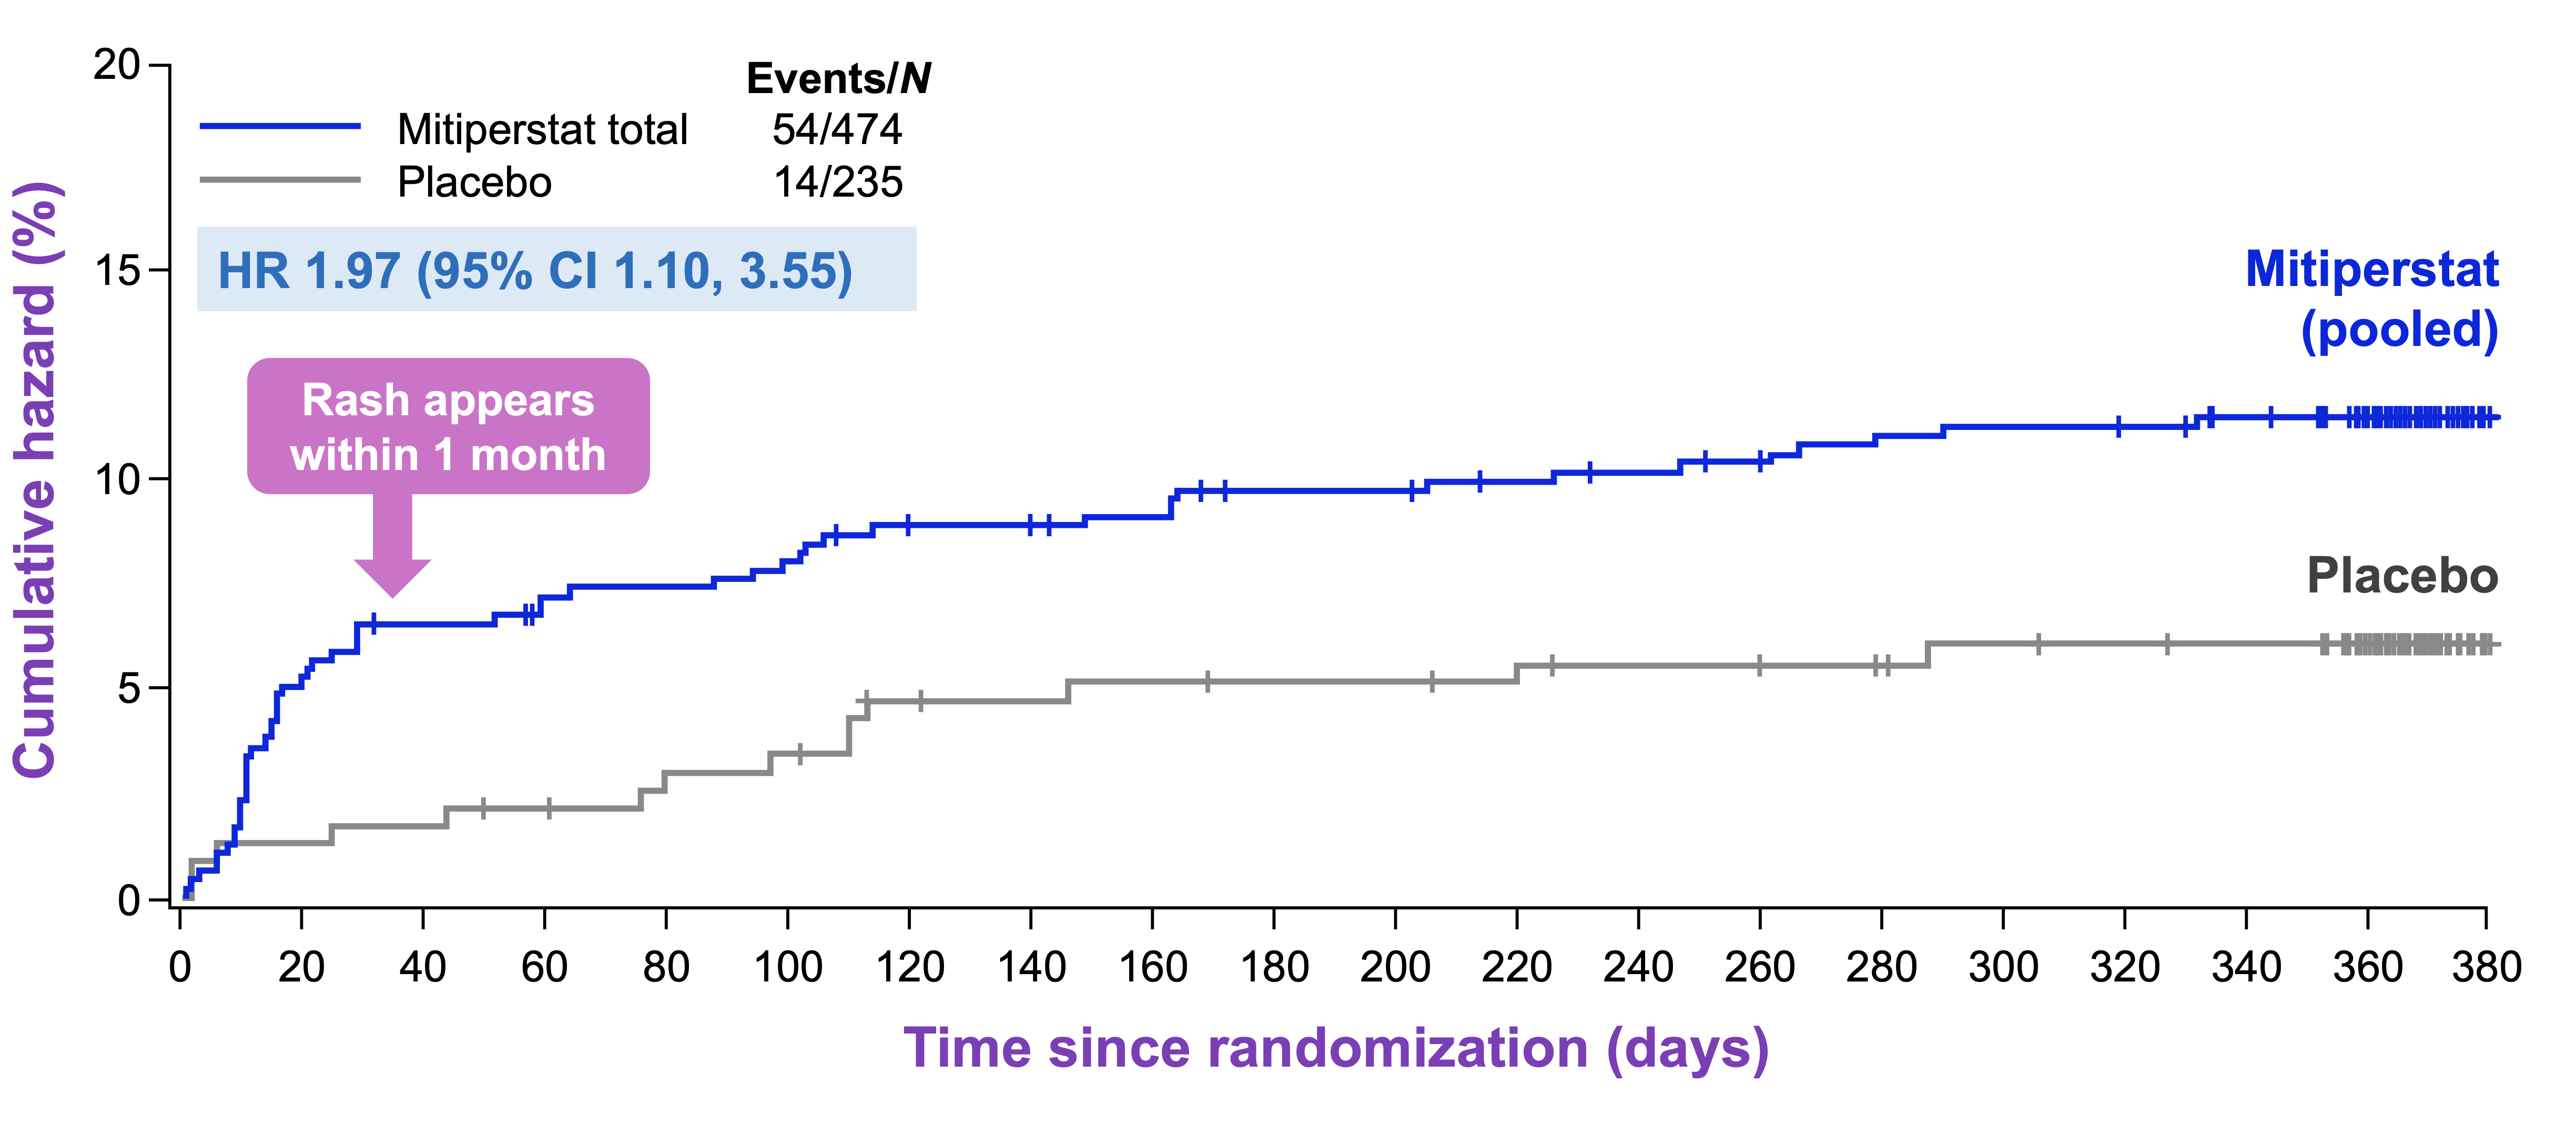 Events/N
Mitiperstat total 54/474
Placebo 14/235
HR 1.97 (95% CI 1.10, 3.55)
Rash appears
within 1 month
Mitiperstat
(pooled)
Placebo
Cumulative hazard (%)
20
15
10
5
0
0 20 40 60 80 100 120 140 160 180 200 220 240 260 280 300 320 340 360 380
Time since randomization (days)